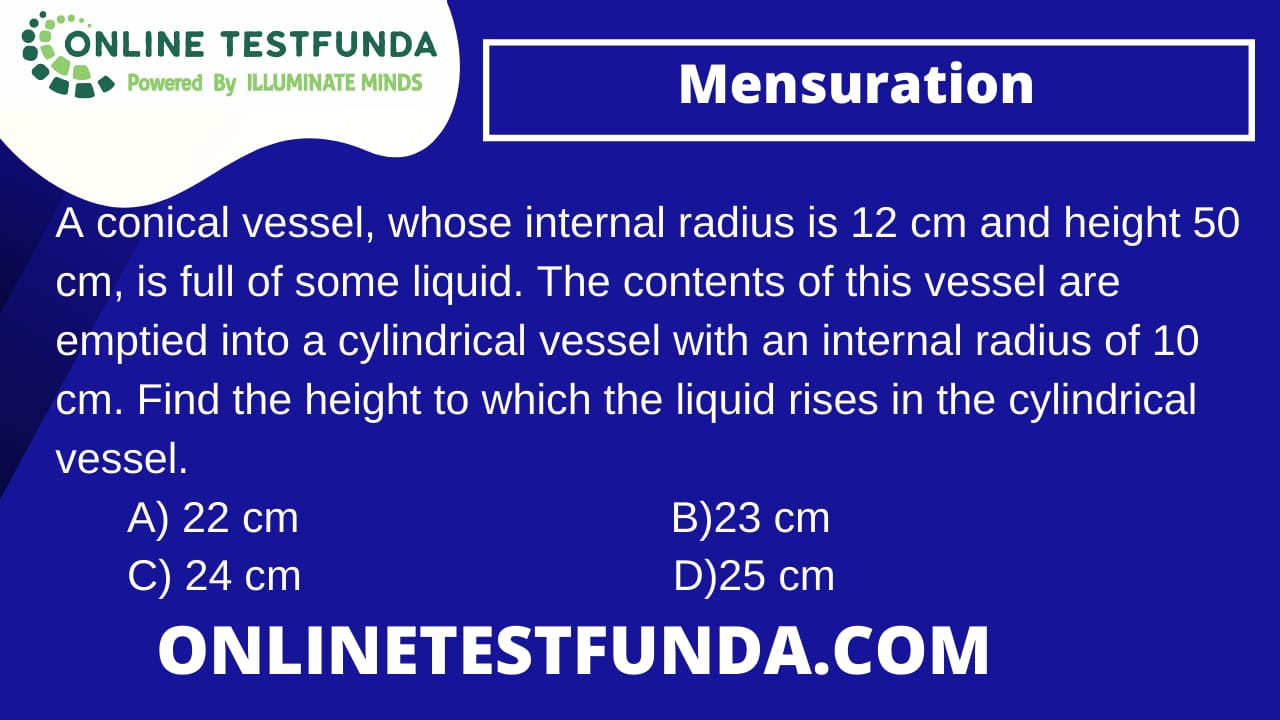 ONLINE TESTFUNDA
Powered By ILLUMINATE MINDS
Mensuration
A conical vessel, whose internal radius is 12 cm and height 50
cm, is full of some liquid. The contents of this vessel are
emptied into a cylindrical vessel with an internal radius of 10
cm. Find the height to which the liquid rises in the cylindrical
vessel.
A) 22 cm B)23 cm
C) 24 cm D)25 cm
ONLINETESTFUNDA.COM